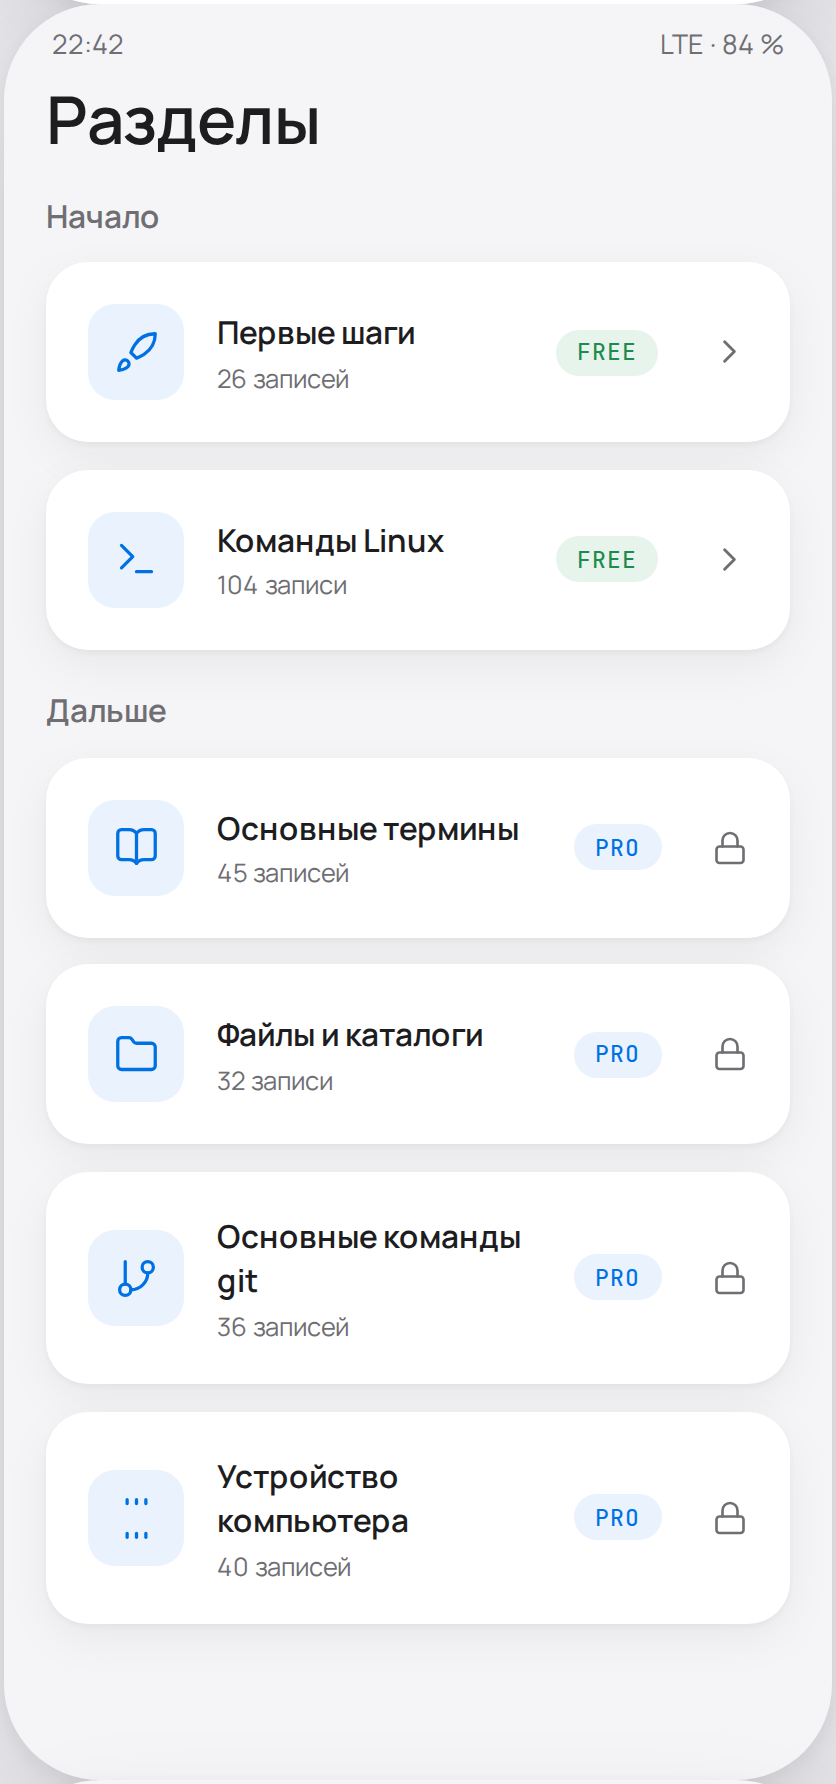 22:42
LTE · 84 %
Разделы
Начало
Первые шаги
26 записей
FREE
Команды Linux
104 записи
FREE
Дальше
Основные термины
45 записей
PRO
Файлы и каталоги
32 записи
PRO
Основные команды
git
36 записей
PRO
Устройство
компьютера
40 записей
PRO